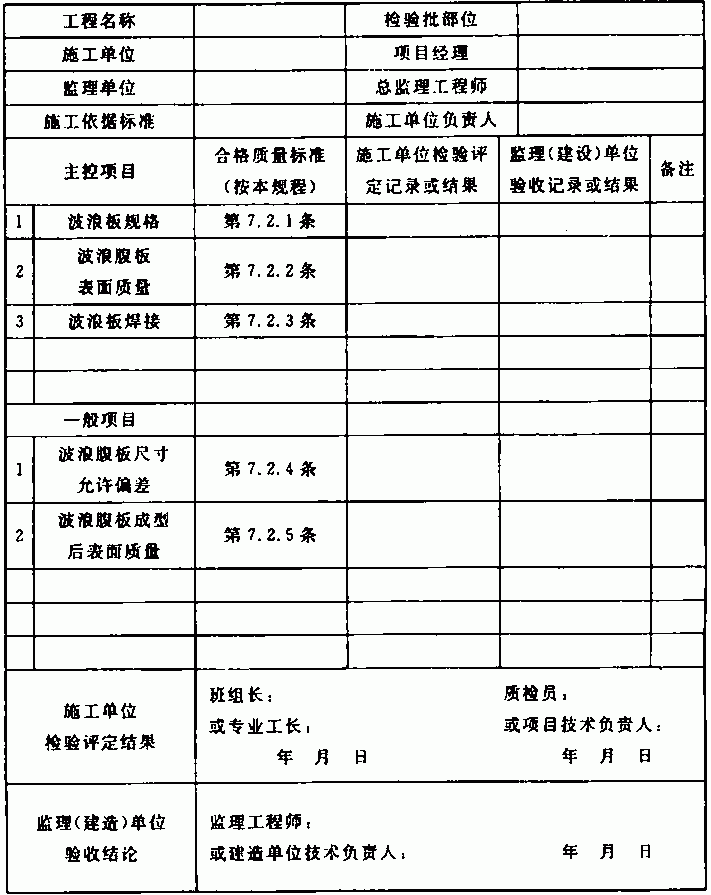 工程名称 检验批部位
施工单位 项目经理
监理单位 总监理工程师
施工依据标准 施工单位负责人
主控项目 合格质量标准 施工单位检验评 监理(建设)单位 备注
(按本规程) 定记录或结果 验收记录或结果
1 波浪板规格 第7.2.1条
2 波浪腹板 第7.2.2条
表面质量
3 波浪板焊接 第7.2.3条
一般项目
1 波浪腹板尺寸 第7.2.4条
允许偏差
2 波浪腹板成型 第7.2.5条
后表面质量
施工单位 班组长: 质检员:
检验评定结果 或专业工长: 或项目技术负责人:
年 月 日 年 月 日
监理(建造)单位 监理工程师:
验收结论 或建造单位技术负责人: 年 月 日